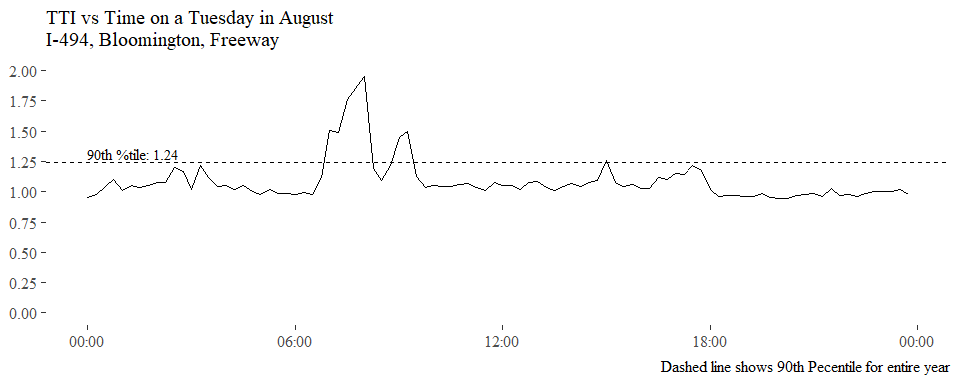 TTI vs Time on a Tuesday in August
I-494, Bloomington, Freeway
2.00
1.75
1.50
90th %tile: 1.24
1.25
1.00
0.75
0.50
0.25
0.00
00:00 06:00 12:00 18:00 00:00
Dashed line shows 90th Pecentile for entire year